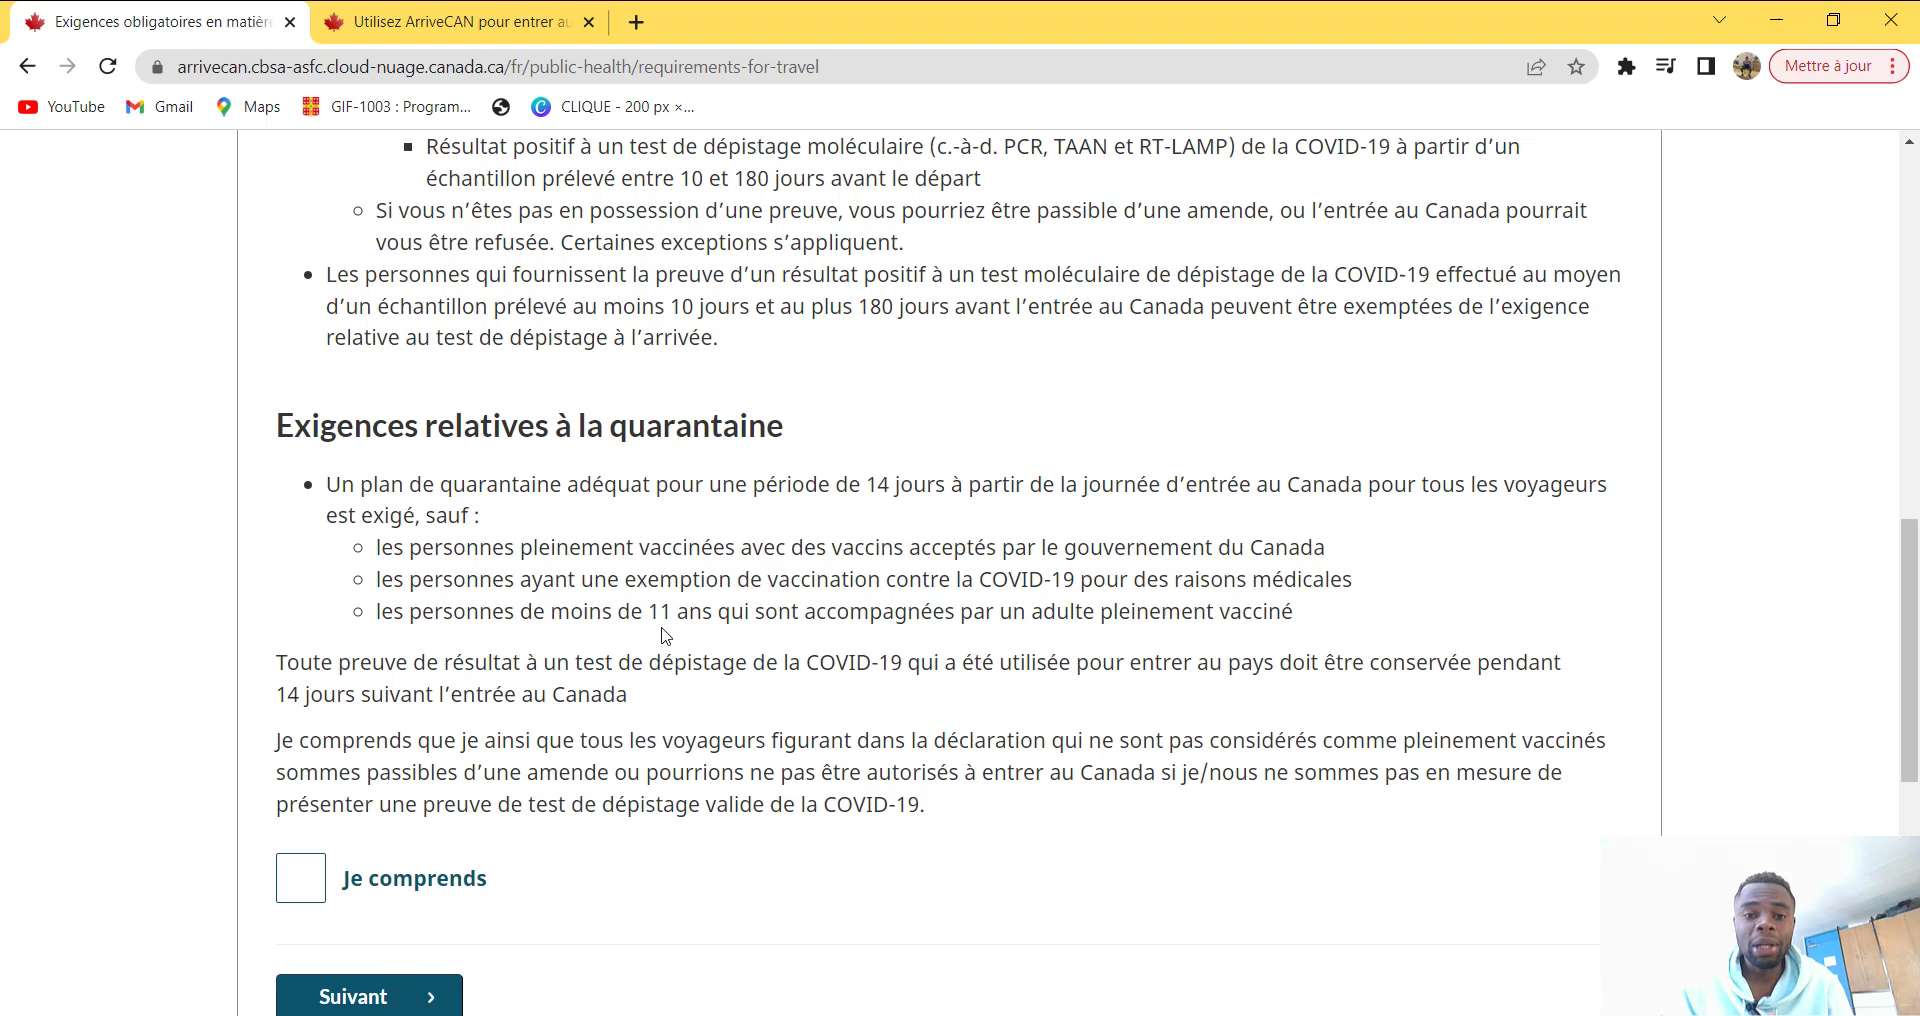 Exigences obligatoires en matièr
Utilisez ArriveCAN pour entrer au
arrivecan.cbsa-asfc.cloud-nuage.canada.ca/fr/public-health/requirements-for-travel
Mettre à jour
YouTube
Gmail
Maps
GIF-1003 : Program...
CLIQUE - 200 px ×...
▪ Résultat positif à un test de dépistage moléculaire (c.-à-d. PCR, TAAN et RT-LAMP) de la COVID-19 à partir d’un
échantillon prélevé entre 10 et 180 jours avant le départ
○ Si vous n’êtes pas en possession d’une preuve, vous pourriez être passible d’une amende, ou l’entrée au Canada pourrait
vous être refusée. Certaines exceptions s’appliquent.
• Les personnes qui fournissent la preuve d’un résultat positif à un test moléculaire de dépistage de la COVID-19 effectué au moyen
d’un échantillon prélevé au moins 10 jours et au plus 180 jours avant l’entrée au Canada peuvent être exemptées de l’exigence
relative au test de dépistage à l’arrivée.
Exigences relatives à la quarantaine
• Un plan de quarantaine adéquat pour une période de 14 jours à partir de la journée d’entrée au Canada pour tous les voyageurs
est exigé, sauf :
○ les personnes pleinement vaccinées avec des vaccins acceptés par le gouvernement du Canada
○ les personnes ayant une exemption de vaccination contre la COVID-19 pour des raisons médicales
○ les personnes de moins de 11 ans qui sont accompagnées par un adulte pleinement vacciné
Toute preuve de résultat à un test de dépistage de la COVID-19 qui a été utilisée pour entrer au pays doit être conservée pendant
14 jours suivant l’entrée au Canada
Je comprends que je ainsi que tous les voyageurs figurant dans la déclaration qui ne sont pas considérés comme pleinement vaccinés
sommes passibles d’une amende ou pourrions ne pas être autorisés à entrer au Canada si je/nous ne sommes pas en mesure de
présenter une preuve de test de dépistage valide de la COVID-19.
Je comprends
Suivant